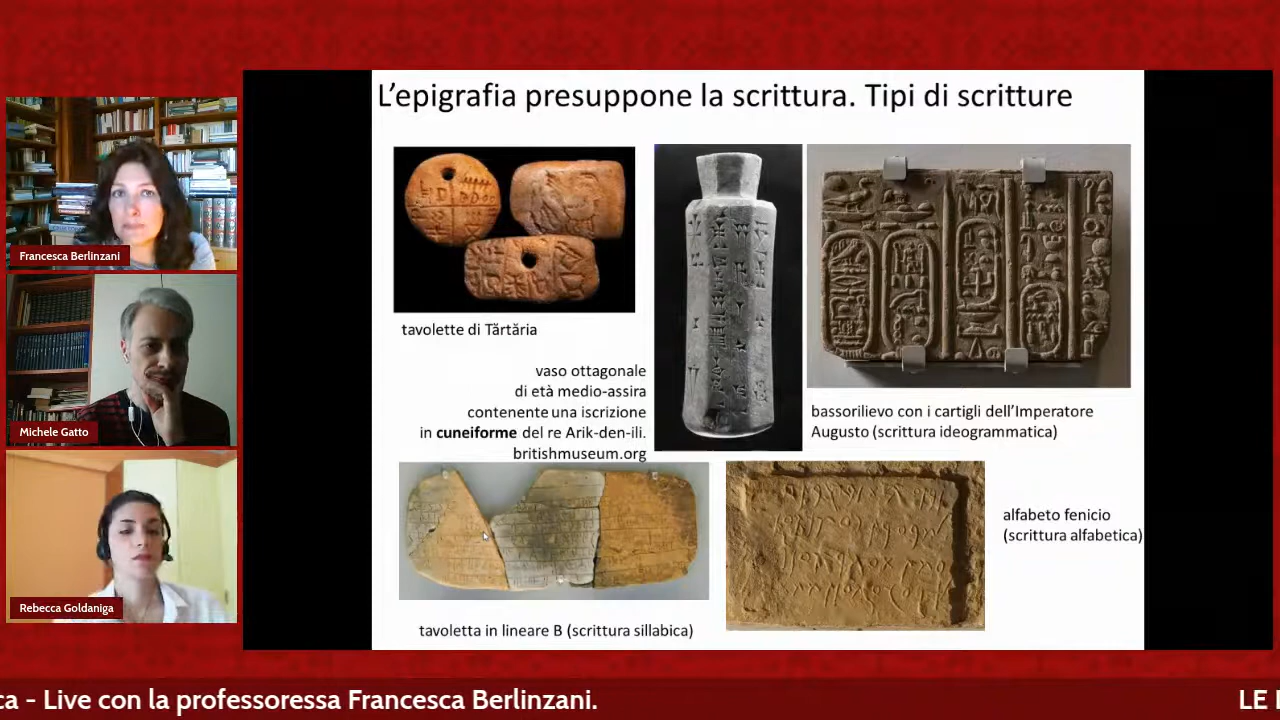 L'epigrafia presuppone la scrittura. Tipi di scritture
Francesca Berlinzani
Michele Gatto
Rebecca Goldaniga
tavolette di Tărtăria
vaso ottagonale
di età medio-assira
contenente una iscrizione
in cuneiforme del re Arik-den-ili.
britishmuseum.org
bassorilievo con i cartigli dell'Imperatore
Augusto (scrittura ideogrammatica)
alfabeto fenicio
(scrittura alfabetica)
tavoletta in lineare B (scrittura sillabica)
ca - Live con la professoressa Francesca Berlinzani.
LE